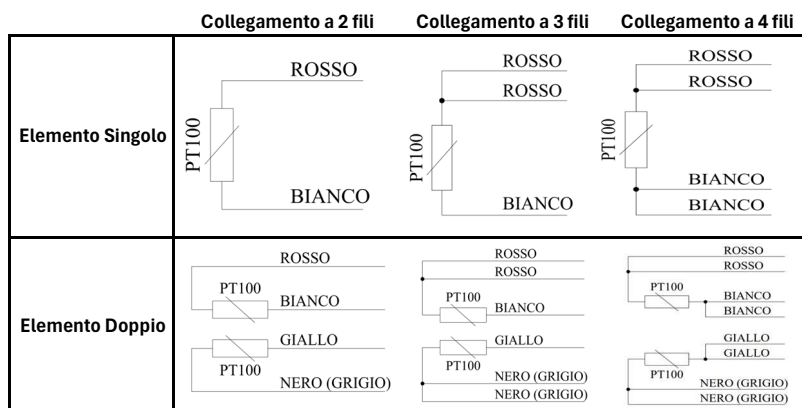 Collegamento a 2 fili
Collegamento a 3 fili
Collegamento a 4 fili
Elemento Singolo
ROSSO
PT100
BIANCO
ROSSO
ROSSO
PT100
BIANCO
ROSSO
ROSSO
PT100
BIANCO
BIANCO
Elemento Doppio
ROSSO
PT100
BIANCO
GIALLO
PT100
NERO (GRIGIO)
ROSSO
ROSSO
PT100
BIANCO
GIALLO
PT100
NERO (GRIGIO)
NERO (GRIGIO)
ROSSO
ROSSO
PT100
BIANCO
BIANCO
GIALLO
GIALLO
PT100
NERO (GRIGIO)
NERO (GRIGIO)